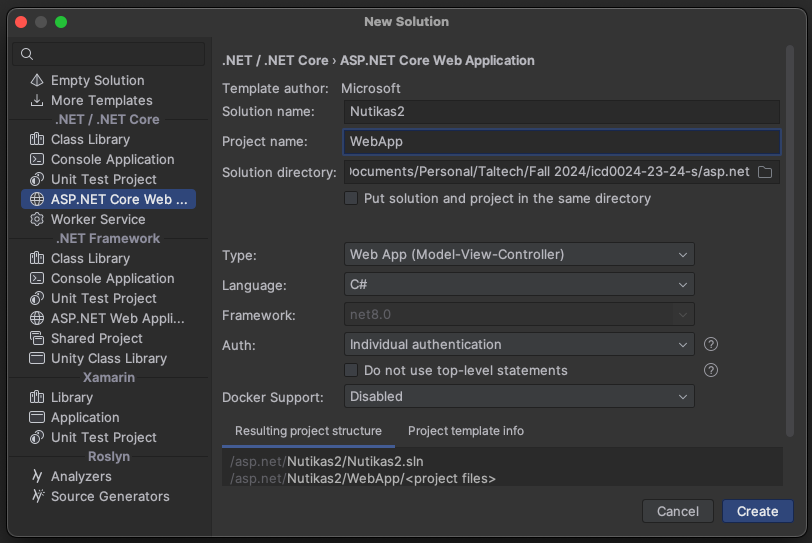 New Solution
Empty Solution
More Templates
.NET / .NET Core
Class Library
Console Application
Unit Test Project
ASP.NET Core Web ...
Worker Service
.NET Framework
Class Library
Console Application
Unit Test Project
ASP.NET Web Appli...
Shared Project
Unity Class Library
Xamarin
Library
Application
Unit Test Project
Roslyn
Analyzers
Source Generators
.NET / .NET Core › ASP.NET Core Web Application
Template author: Microsoft
Solution name: Nutikas2
Project name: WebApp
Solution directory: ocuments/Personal/Taltech/Fall 2024/icd0024-23-24-s/asp.net
Put solution and project in the same directory
Type: Web App (Model-View-Controller)
Language: C#
Framework: net8.0
Auth: Individual authentication ?
Do not use top-level statements ?
Docker Support: Disabled
Resulting project structure Project template info
/asp.net/Nutikas2/Nutikas2.sln
/asp.net/Nutikas2/WebApp/<project files>
Cancel Create